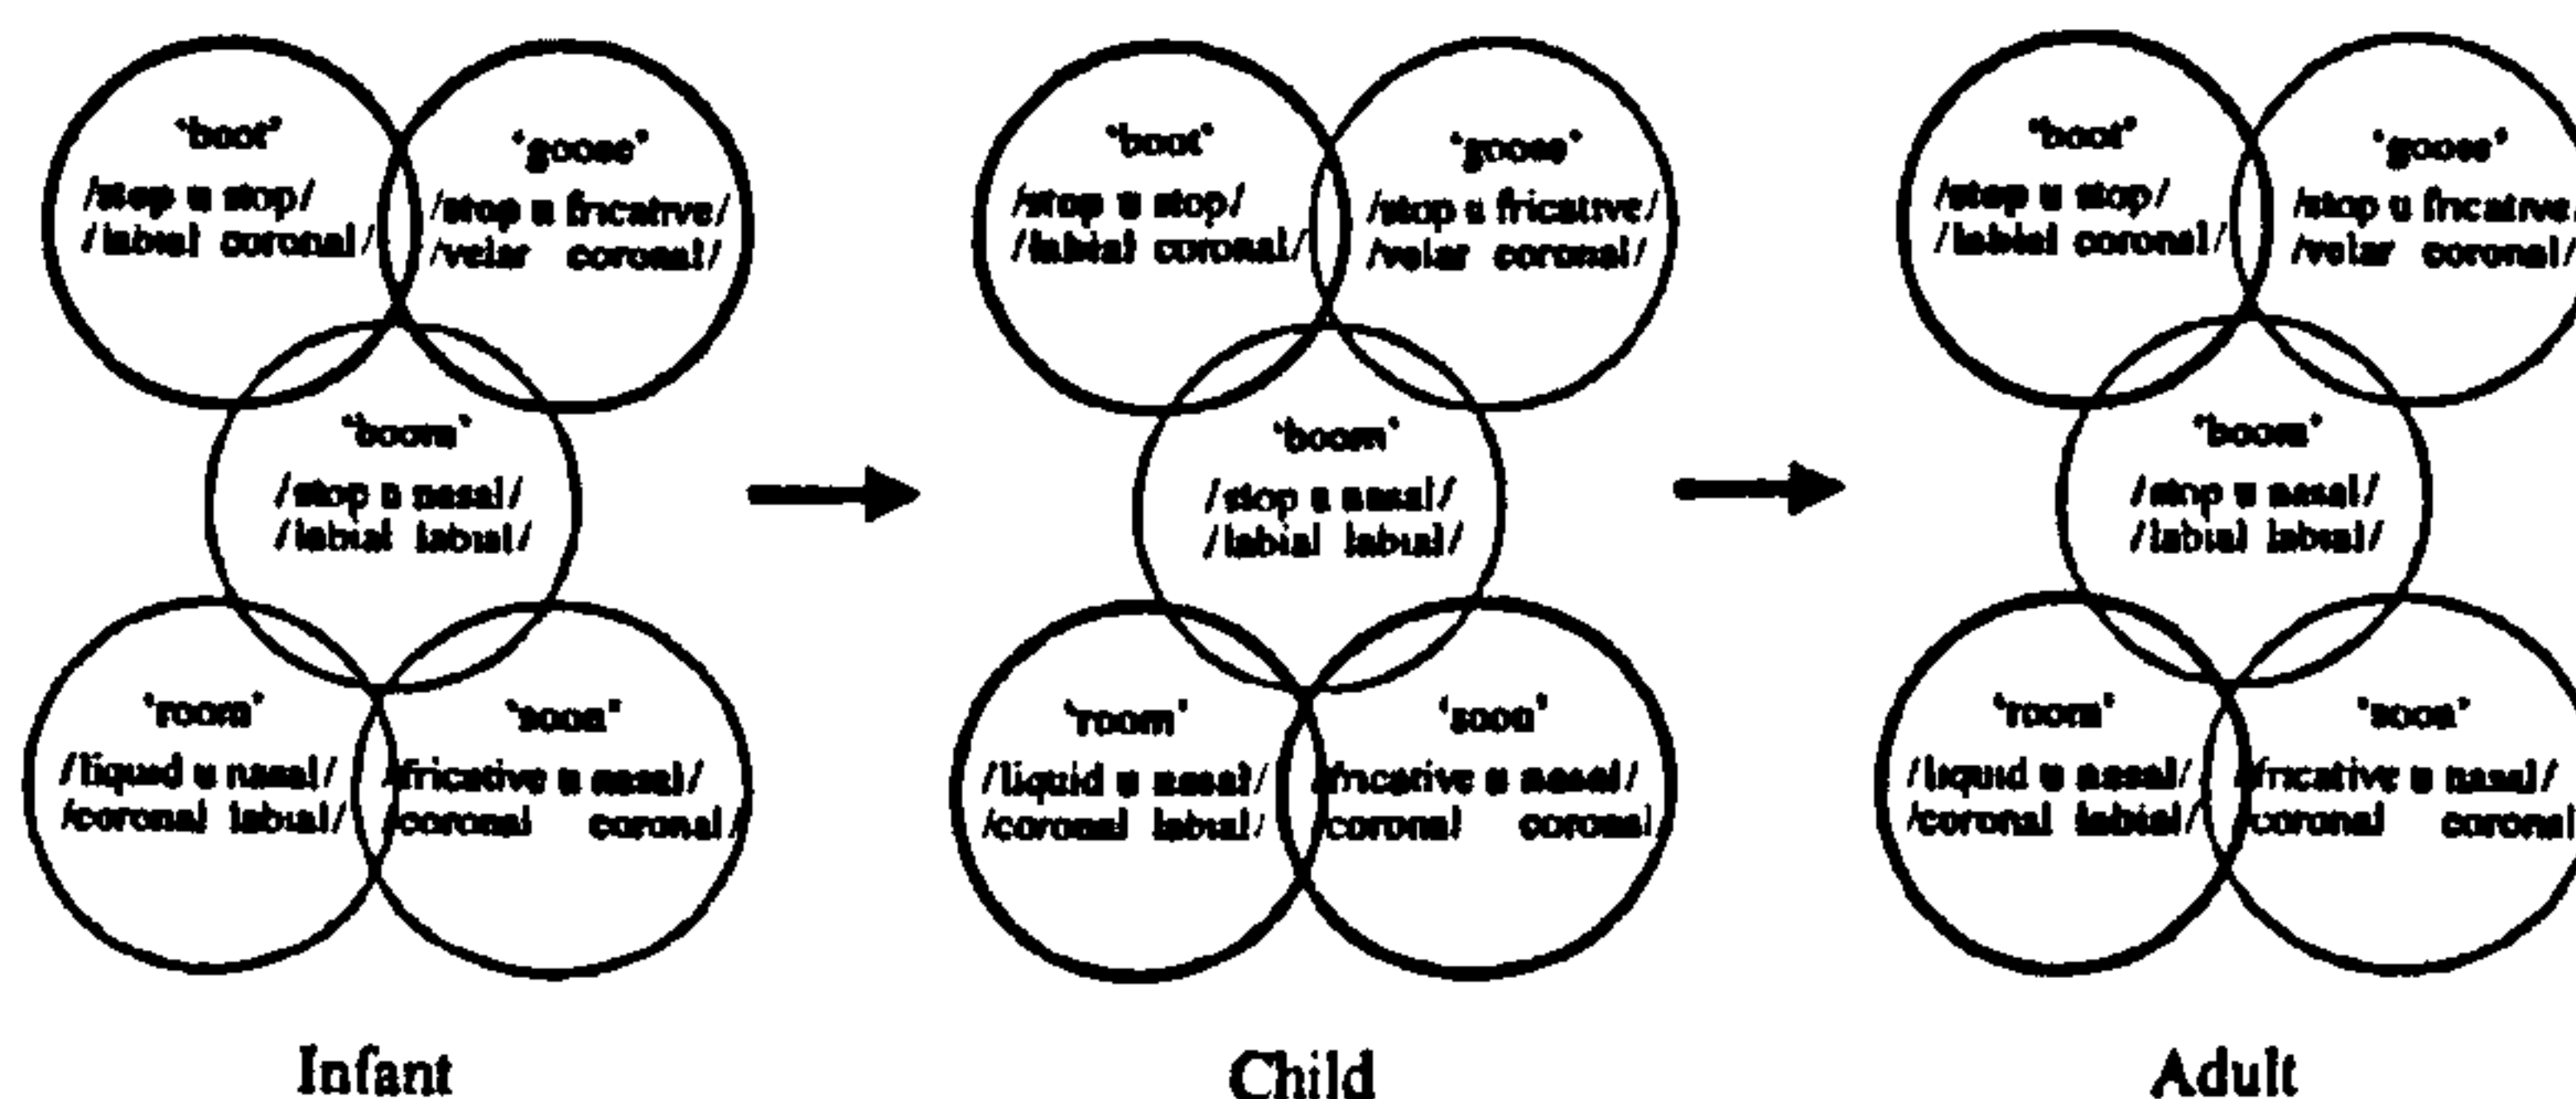 'boot'
/stop u stop/
/labial coronal/
'goose'
/stop u fricative/
/velar coronal/
'boom'
/stop u nasal/
/labial labial/
'room'
/liquid u nasal/
/coronal labial/
'soon'
/fricative u nasal/
/coronal coronal/
Infant
'boot'
/stop u stop/
/labial coronal/
'goose'
/stop u fricative/
/velar coronal/
'boom'
/stop u nasal/
/labial labial/
'room'
/liquid u nasal/
/coronal labial/
'soon'
/fricative u nasal/
/coronal coronal/
Child
'boot'
/stop u stop/
/labial coronal/
'goose'
/stop u fricative/
/velar coronal/
'boom'
/stop u nasal/
/labial labial/
'room'
/liquid u nasal/
/coronal labial/
'soon'
/fricative u nasal/
/coronal coronal
Adult